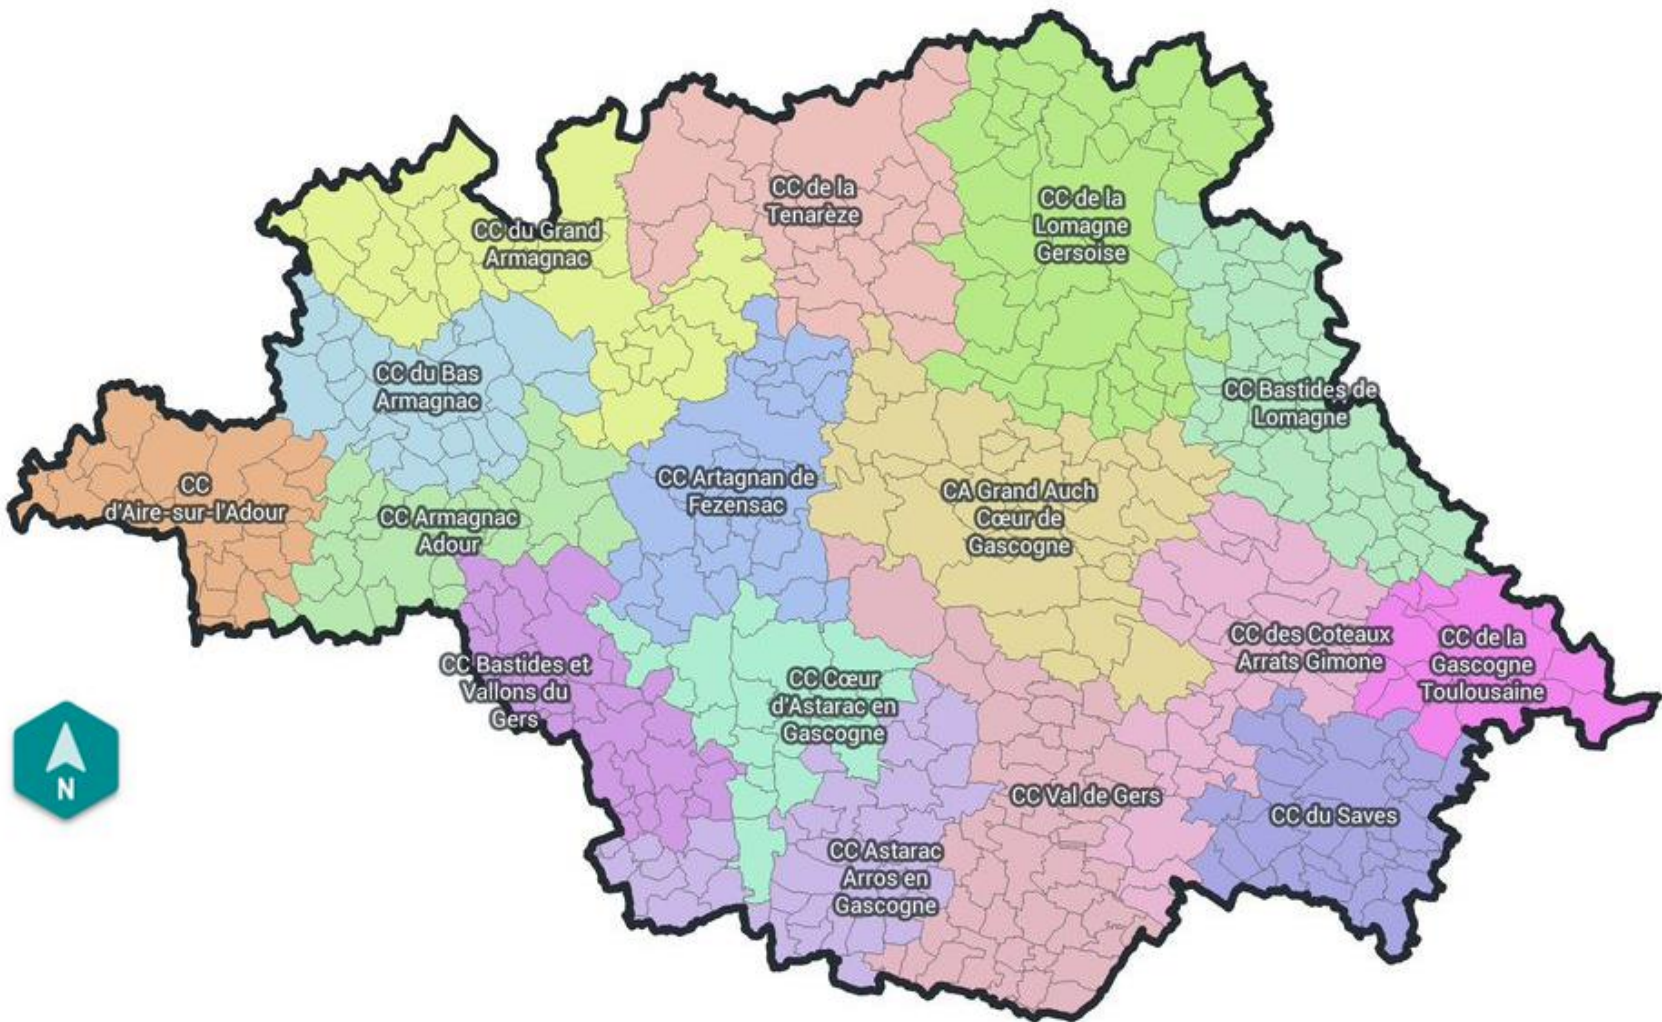 CC de la
Tenarèze
CC de la
Lomagne
Gersoise
CC du Grand
Armagnac
CC du Bas
Armagnac
CC Bastides de
Lomagne
CC
d'Aire-sur-l'Adour
CC Armagnac
Adour
CC Artagnan de
Fezensac
CA Grand Auch
Cœur de
Gascogne
CC des Coteaux
Arrats Gimone
CC de la
Gascogne
Toulousaine
CC Bastides et
Vallons du
Gers
CC Cœur
d'Astarac en
Gascogne
N
CC Val de Gers
CC du Saves
CC Astarac
Arros en
Gascogne